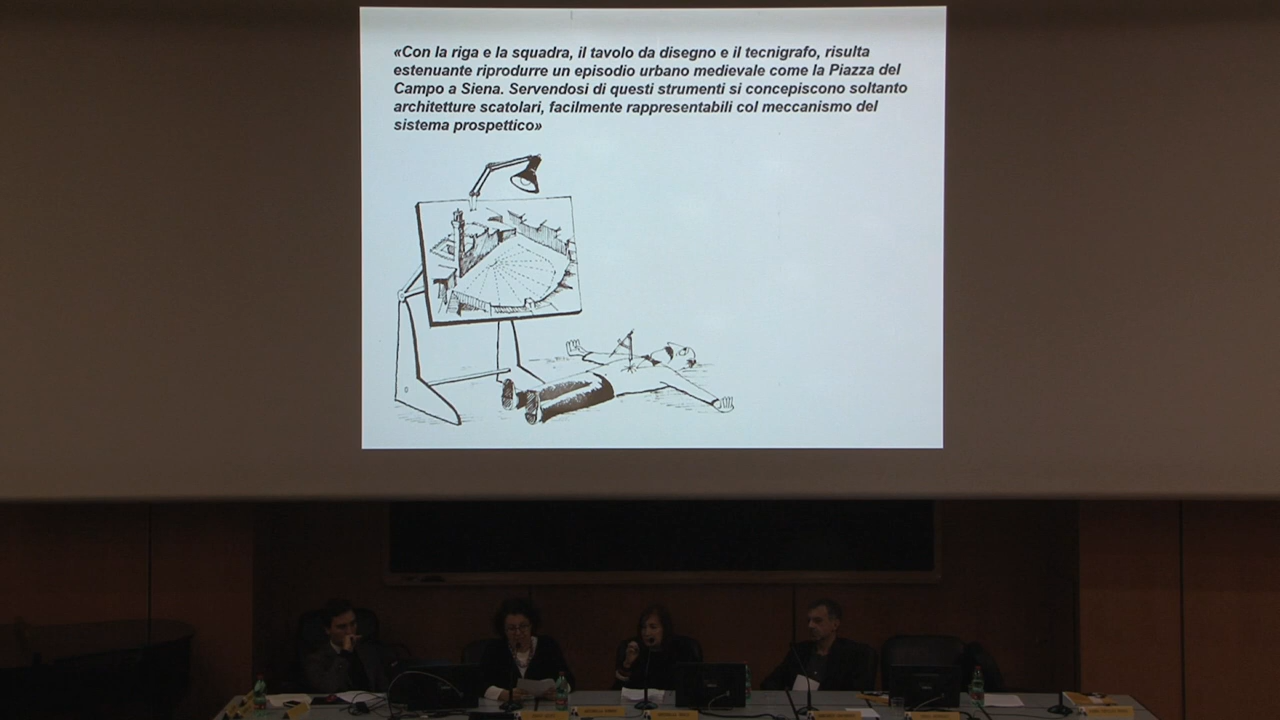 «Con la riga e la squadra, il tavolo da disegno e il tecnigrafo, risulta
estenuante riprodurre un episodio urbano medievale come la Piazza del
Campo a Siena. Servendosi di questi strumenti si concepiscono soltanto
architetture scatolari, facilmente rappresentabili col meccanismo del
sistema prospettico»